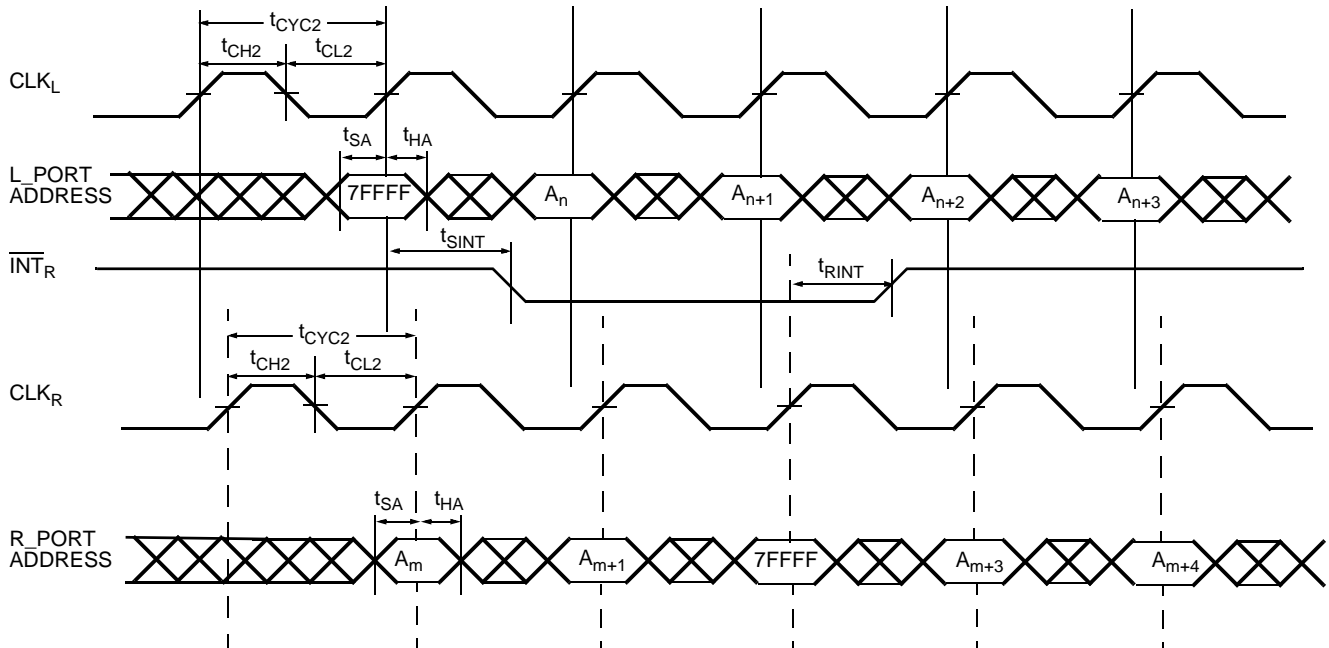 tCYC2
tCH2 tCL2
CLKL
tSA tHA
L_PORT
ADDRESS
7FFFF An An+1 An+2 An+3
tSINT
INTR
tRINT
tCYC2
tCH2 tCL2
CLKR
tSA tHA
R_PORT
ADDRESS
Am Am+1 7FFFF Am+3 Am+4